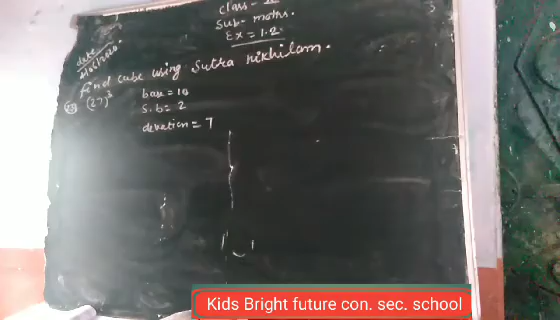 class =
Sub - maths.
Ex = 1.2
date
Find cube using Sutra nikhilam.
(27)³ base = 10
S.b = 2
deviation = 7
Kids Bright future con. sec. school